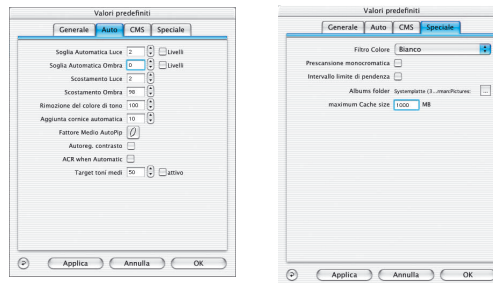 Valori predefiniti
Generale Auto CMS Speciale
Soglia Automatica Luce 2 Livelli
Soglia Automatica Ombra 0 Livelli
Scostamento Luce 2
Scostamento Ombra 98
Rimozione del colore di tono 100
Aggiunta cornice automatica 10
Fattore Medio AutoPip
Autoreg. contrasto
ACR when Automatic
Target toni medi 50 attivo
Applica Annulla OK
Valori predefiniti
Generale Auto CMS Speciale
Filtro Colore Bianco
Prescansione monocromatica
Intervallo limite di pendenza
Albums folder Systemplatte (3...marcPictures: ...
maximum Cache size 1000 MB
Applica Annulla OK